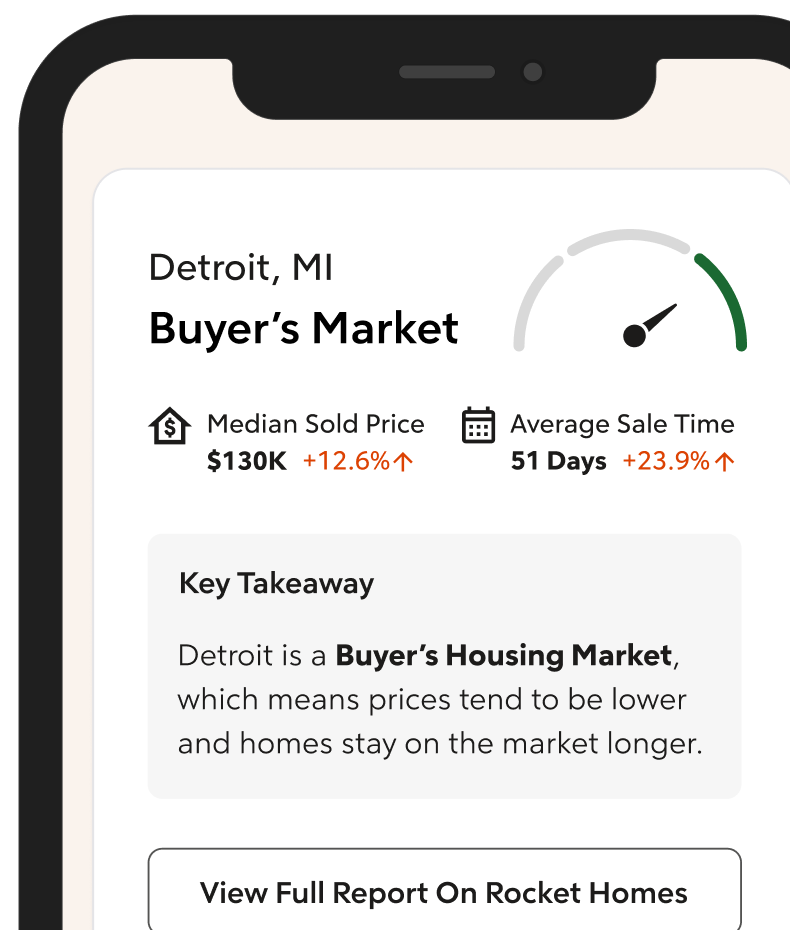 Detroit, MI
Buyer’s Market
Median Sold Price
$130K +12.6%↑
Average Sale Time
51 Days +23.9%↑
Key Takeaway
Detroit is a Buyer’s Housing Market,
which means prices tend to be lower
and homes stay on the market longer.
View Full Report On Rocket Homes